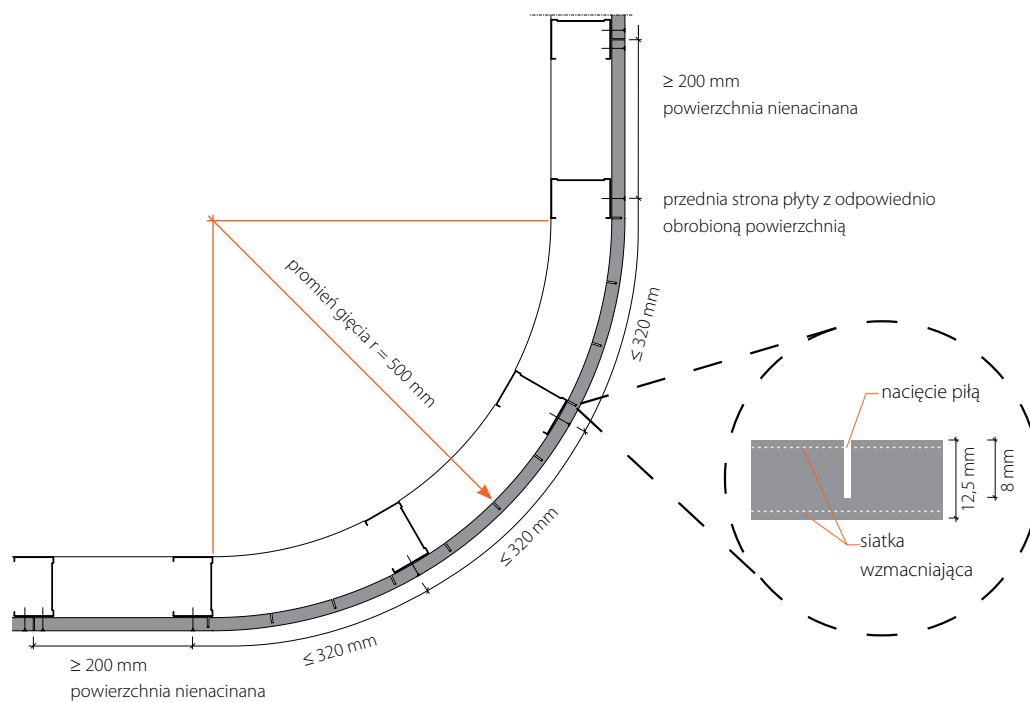 ≥ 200 mm
powierzchnia nienacinana
przednia strona płyty z odpowiednio
obrobioną powierzchnią
promień gięcia r = 500 mm
≤ 320 mm
nacięcie piłą
12,5 mm
8 mm
siatka
wzmacniająca
≤ 320 mm
≤ 320 mm
≥ 200 mm
powierzchnia nienacinana